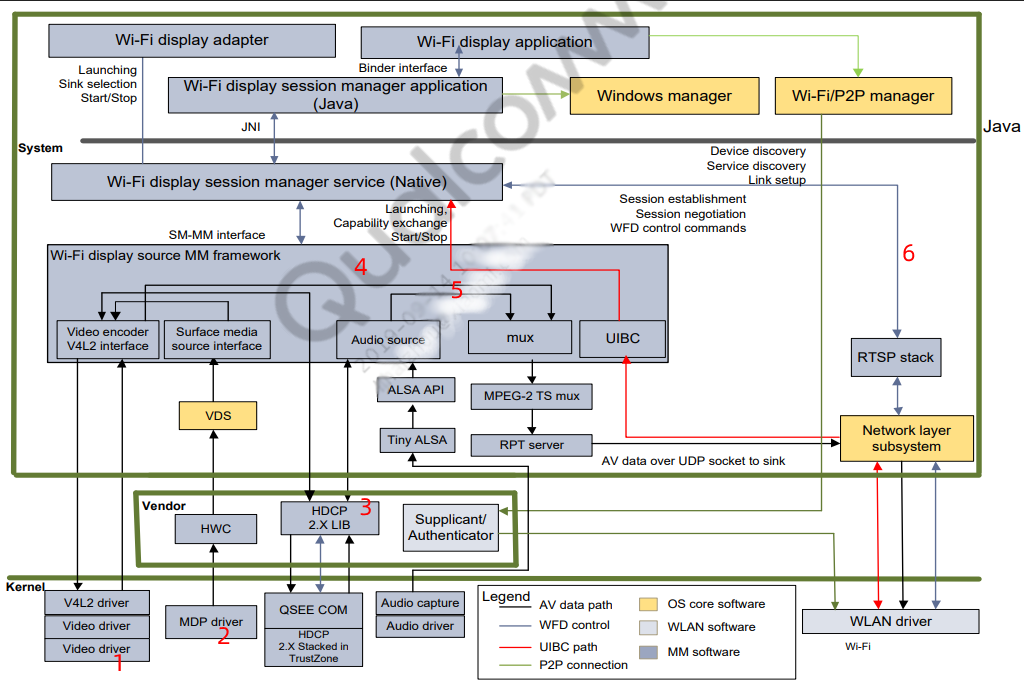 Wi-Fi display adapter
Wi-Fi display application
Launching
Sink selection
Start/Stop
Binder interface
Wi-Fi display session manager application
(Java)
Windows manager
Wi-Fi/P2P manager
JNI
Java
System
Device discovery
Service discovery
Link setup
Wi-Fi display session manager service (Native)
Session establishment
Session negotiation
WFD control commands
Launching,
Capability exchange
Start/Stop
SM-MM interface
Wi-Fi display source MM framework
4
5
6
Video encoder
V4L2 interface
Surface media
source interface
Audio source
mux
UIBC
RTSP stack
ALSA API
MPEG-2 TS mux
VDS
Tiny ALSA
RPT server
Network layer
subsystem
AV data over UDP socket to sink
Vendor
HWC
HDCP
2.X LIB
3
Supplicant/
Authenticator
Kernel
V4L2 driver
Video driver
Video driver
1
MDP driver
2
QSEE COM
HDCP
2.X Stacked in
TrustZone
Audio capture
Audio driver
Legend
AV data path
WFD control
UIBC path
P2P connection
OS core software
WLAN software
MM software
WLAN driver
Wi-Fi
Qualcomm